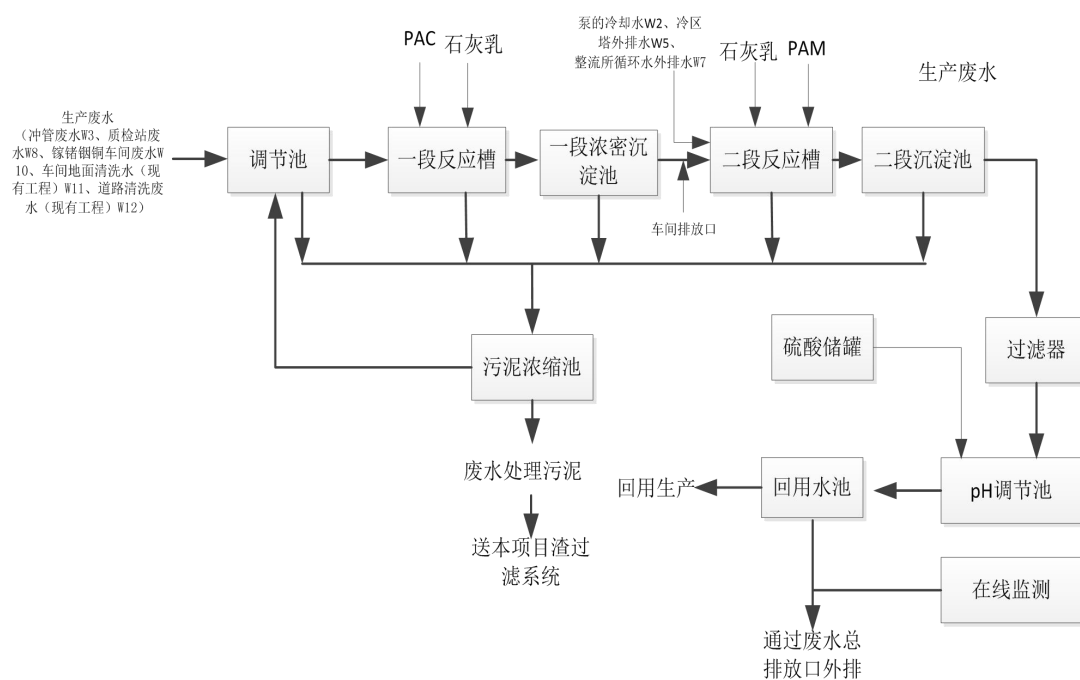 PAC
石灰乳
泵的冷却水W2、冷区
塔外排水W5、
整流所循环水外排水W7
石灰乳
PAM
生产废水
生产废水
（冲管废水W3、质检站废
水W8、镓锗铟铜车间废水W
10、车间地面清洗水（现
有工程）W11、道路清洗废
水（现有工程）W12）
调节池
一段反应槽
一段浓密沉
淀池
二段反应槽
二段沉淀池
车间排放口
污泥浓缩池
硫酸储罐
过滤器
废水处理污泥
回用生产
回用水池
pH调节池
送本项目渣过
滤系统
在线监测
通过废水总
排放口外排